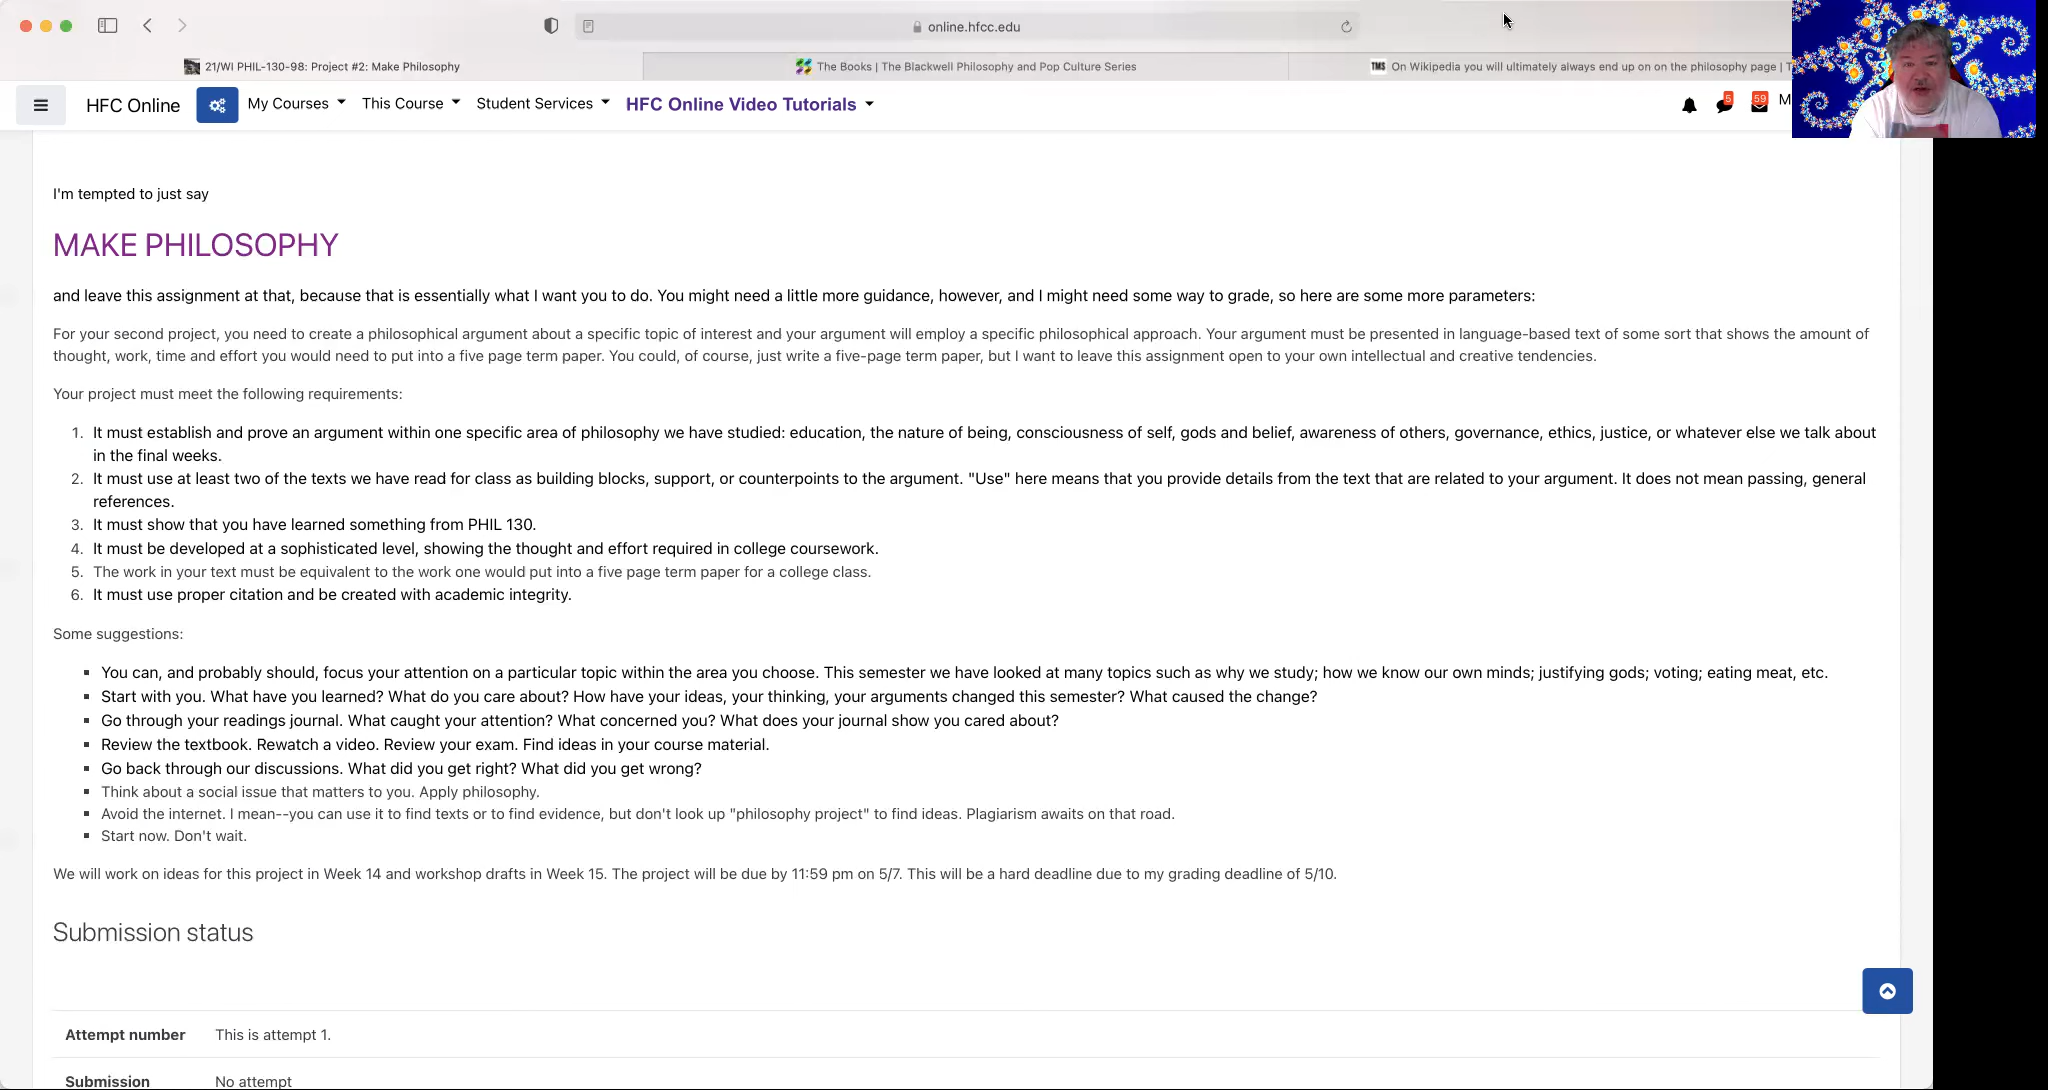 online.hfcc.edu
21/WI PHIL-130-98: Project #2: Make Philosophy
The Books | The Blackwell Philosophy and Pop Culture Series
TMS On Wikipedia you will ultimately always end up on on the philosophy page | T
HFC Online
My Courses
This Course
Student Services
HFC Online Video Tutorials
5
59
M
I'm tempted to just say
MAKE PHILOSOPHY
and leave this assignment at that, because that is essentially what I want you to do. You might need a little more guidance, however, and I might need some way to grade, so here are some more parameters:
For your second project, you need to create a philosophical argument about a specific topic of interest and your argument will employ a specific philosophical approach. Your argument must be presented in language-based text of some sort that shows the amount of
thought, work, time and effort you would need to put into a five page term paper. You could, of course, just write a five-page term paper, but I want to leave this assignment open to your own intellectual and creative tendencies.
Your project must meet the following requirements:
1. It must establish and prove an argument within one specific area of philosophy we have studied: education, the nature of being, consciousness of self, gods and belief, awareness of others, governance, ethics, justice, or whatever else we talk about
in the final weeks.
2. It must use at least two of the texts we have read for class as building blocks, support, or counterpoints to the argument. "Use" here means that you provide details from the text that are related to your argument. It does not mean passing, general
references.
3. It must show that you have learned something from PHIL 130.
4. It must be developed at a sophisticated level, showing the thought and effort required in college coursework.
5. The work in your text must be equivalent to the work one would put into a five page term paper for a college class.
6. It must use proper citation and be created with academic integrity.
Some suggestions:
▪ You can, and probably should, focus your attention on a particular topic within the area you choose. This semester we have looked at many topics such as why we study; how we know our own minds; justifying gods; voting; eating meat, etc.
▪ Start with you. What have you learned? What do you care about? How have your ideas, your thinking, your arguments changed this semester? What caused the change?
▪ Go through your readings journal. What caught your attention? What concerned you? What does your journal show you cared about?
▪ Review the textbook. Rewatch a video. Review your exam. Find ideas in your course material.
▪ Go back through our discussions. What did you get right? What did you get wrong?
▪ Think about a social issue that matters to you. Apply philosophy.
▪ Avoid the internet. I mean--you can use it to find texts or to find evidence, but don't look up "philosophy project" to find ideas. Plagiarism awaits on that road.
▪ Start now. Don't wait.
We will work on ideas for this project in Week 14 and workshop drafts in Week 15. The project will be due by 11:59 pm on 5/7. This will be a hard deadline due to my grading deadline of 5/10.
Submission status
Attempt number This is attempt 1.
Submission No attempt